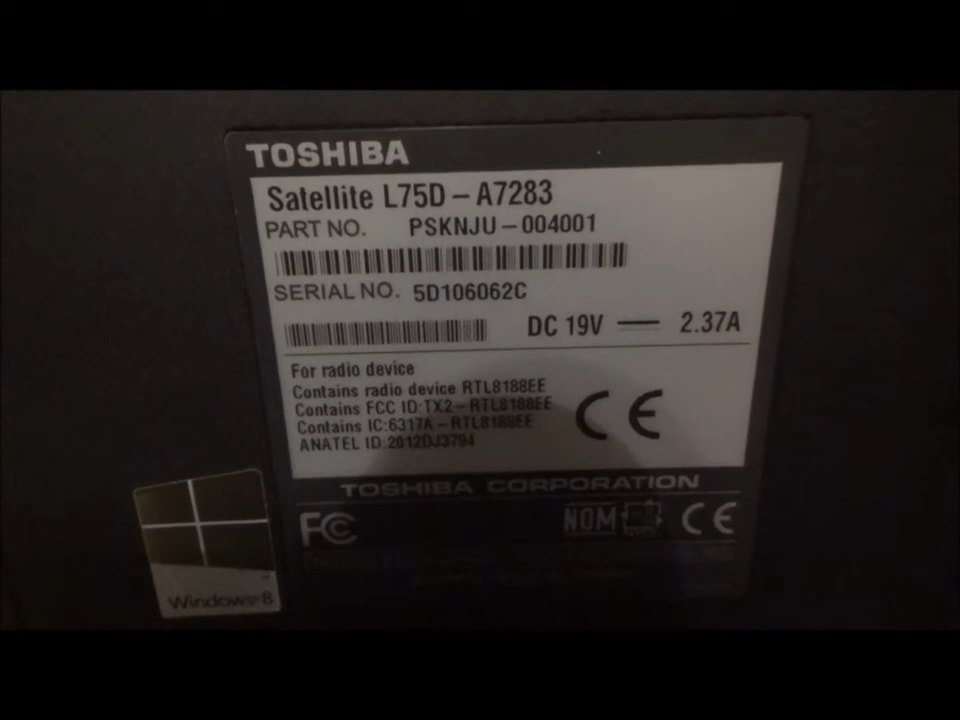 TOSHIBA
Satellite L75D – A7283
PART NO. PSKNJU – 004001
SERIAL NO. 5D106062C
DC 19V 2.37A
For radio device
Contains radio device RTL8188EE
Contains FCC ID:TX2–RTL8188EE
Contains IC:6317A–RTL8188EE
ANATEL ID:2012DJ3794
TOSHIBA CORPORATION
FC NOM CE
CE
Windows 8